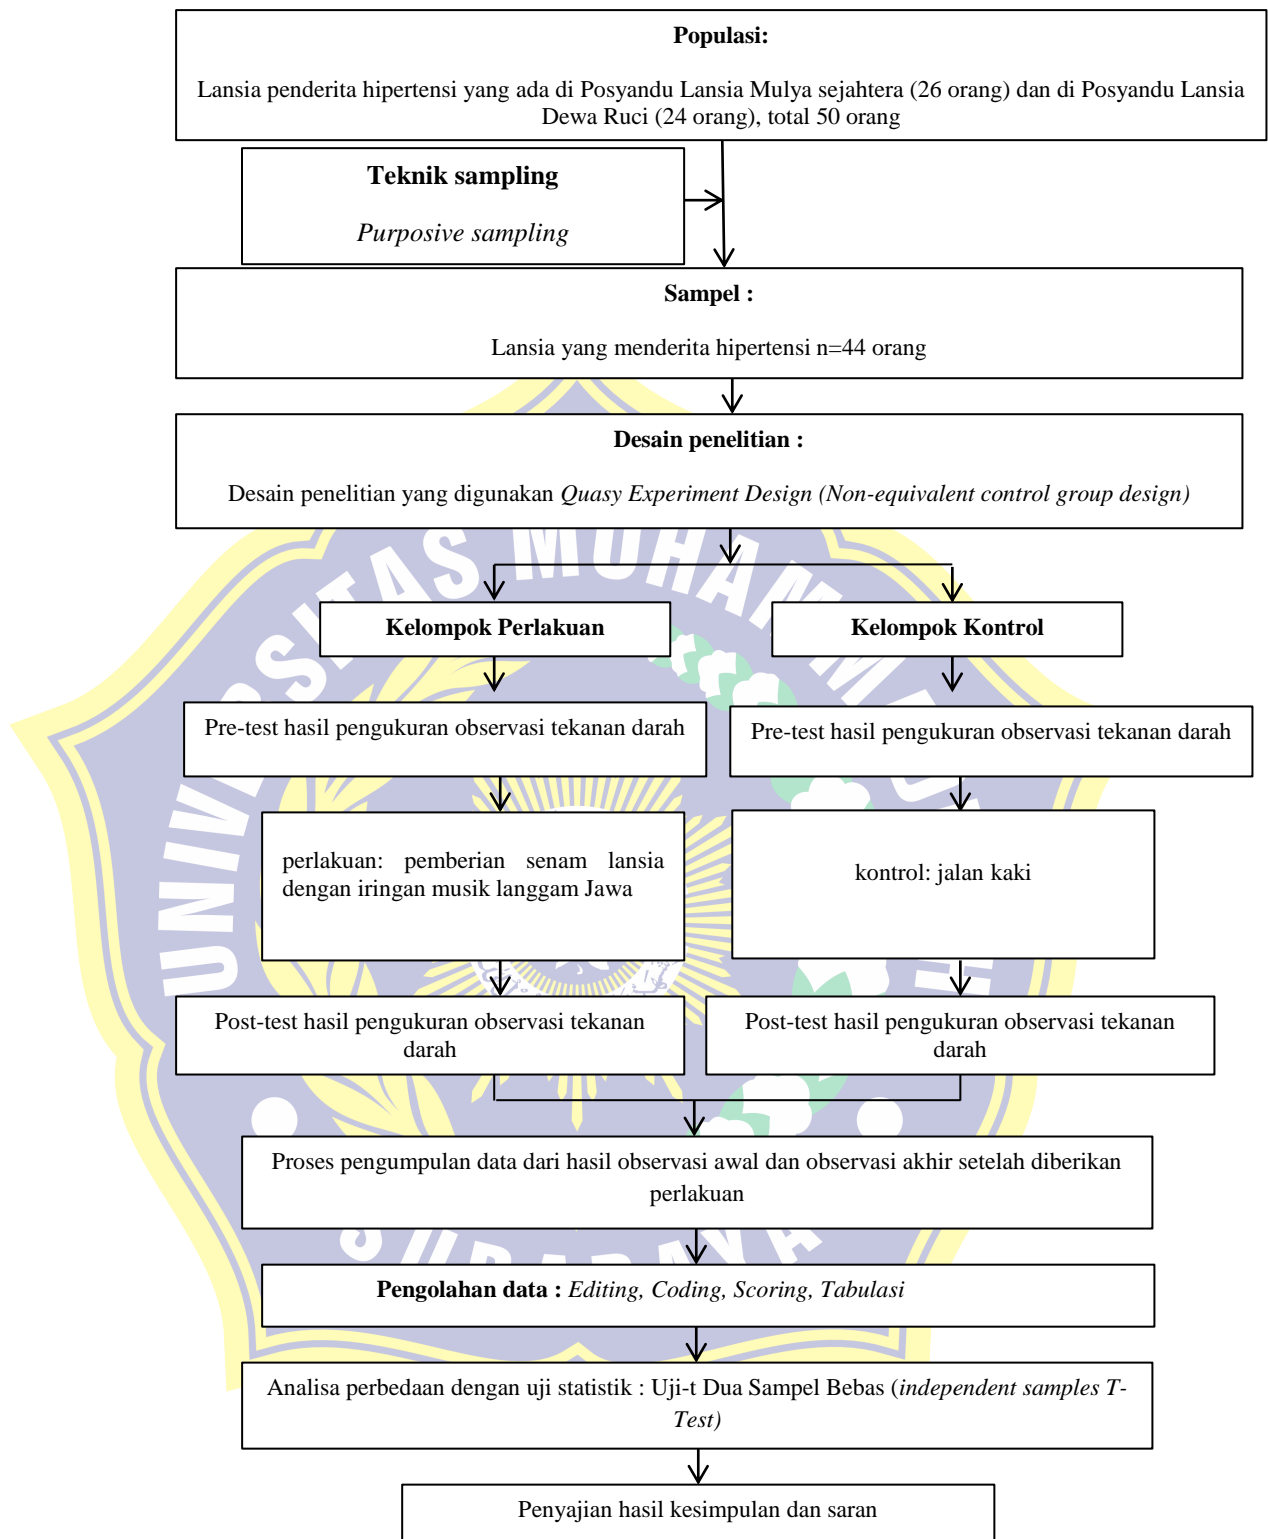 Populasi:
Lansia penderita hipertensi yang ada di Posyandu Lansia Mulya sejahtera (26 orang) dan di Posyandu Lansia
Dewa Ruci (24 orang), total 50 orang
Teknik sampling
Purposive sampling
Sampel :
Lansia yang menderita hipertensi n=44 orang
Desain penelitian :
Desain penelitian yang digunakan Quasy Experiment Design (Non-equivalent control group design)
Kelompok Perlakuan
Kelompok Kontrol
Pre-test hasil pengukuran observasi tekanan darah
Pre-test hasil pengukuran observasi tekanan darah
perlakuan: pemberian senam lansia
dengan iringan musik langgam Jawa
kontrol: jalan kaki
Post-test hasil pengukuran observasi tekanan
darah
Post-test hasil pengukuran observasi tekanan
darah
Proses pengumpulan data dari hasil observasi awal dan observasi akhir setelah diberikan
perlakuan
Pengolahan data : Editing, Coding, Scoring, Tabulasi
Analisa perbedaan dengan uji statistik : Uji-t Dua Sampel Bebas (independent samples T-
Test)
Penyajian hasil kesimpulan dan saran
UNIVERSITAS MUHAMMADIYAH
SURABAYA